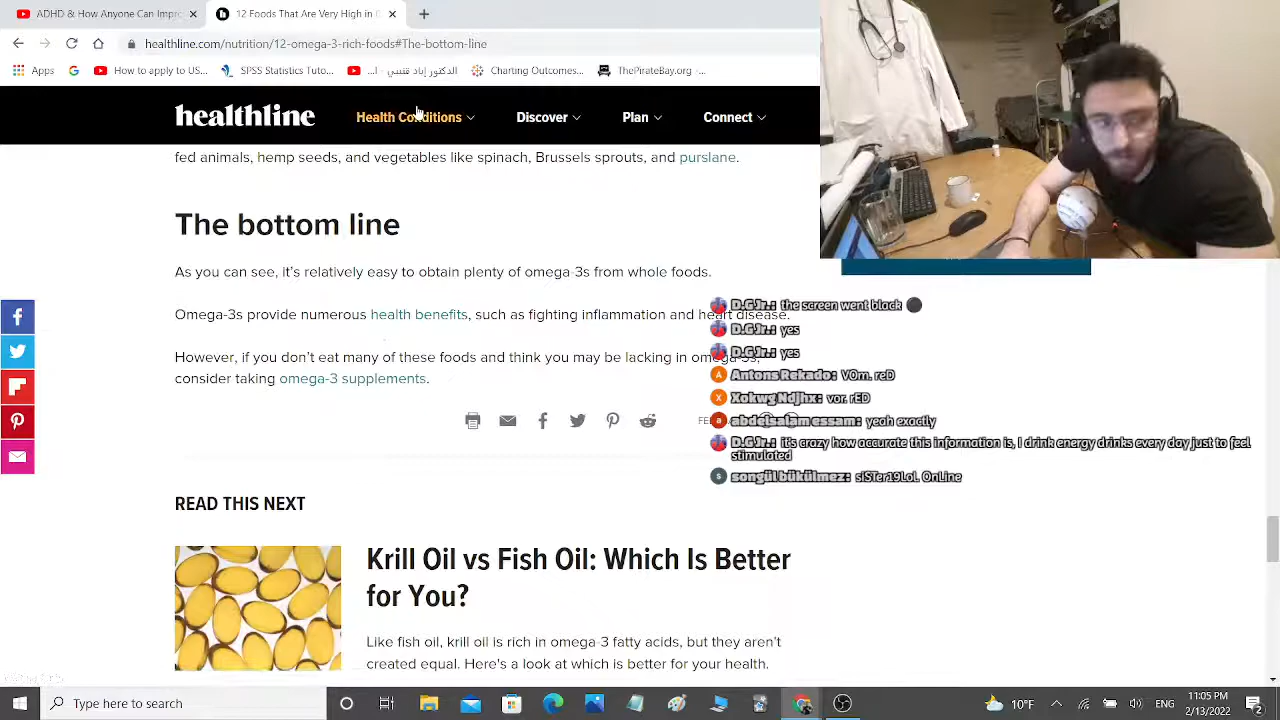 ADHD & How Anyone Can Impro
12 Foods That Are Very High in
healthline.com/nutrition/12-omega-3-rich-foods#The-bottom-line
Apps
How to apply to
SPSS Statistics Tuto...
Charting Outcomes...
ThePirateBay.org -...
healthline
Health Conditions
Discover
Plan
Connect
fed animals, hemp seeds, and vegetables like spinach, Brussels sprouts, and purslane.
The bottom line
As you can see, it's relatively easy to obtain plenty of omega-3s from whole foods.
Omega-3s provide numerous health benefits, such as fighting inflammation and heart disease.
However, if you don't eat many of these foods and think you may be lacking in omega-3s,
consider taking omega-3 supplements.
D.G.Jr.: the screen went black
D.G.Jr.: yes
D.G.Jr.: yes
Antons Rekado: VOm. reD
Xokwg Ndjhx: vor. rED
abdelsalam essam: yeah exactly
D.G.Jr.: it's crazy how accurate this information is, I drink energy drinks every day just to feel
stimulated
songül bükülmez: siSTer19LoL OnLine
READ THIS NEXT
Krill Oil vs Fish Oil: Which Is Better
for You?
Like fish oil, krill oil is rich in omega-3 fatty acids, but they aren't
created equal. Here's a look at which is better for your health.
Type here to search
10°F
11:05 PM
2/13/2022
2